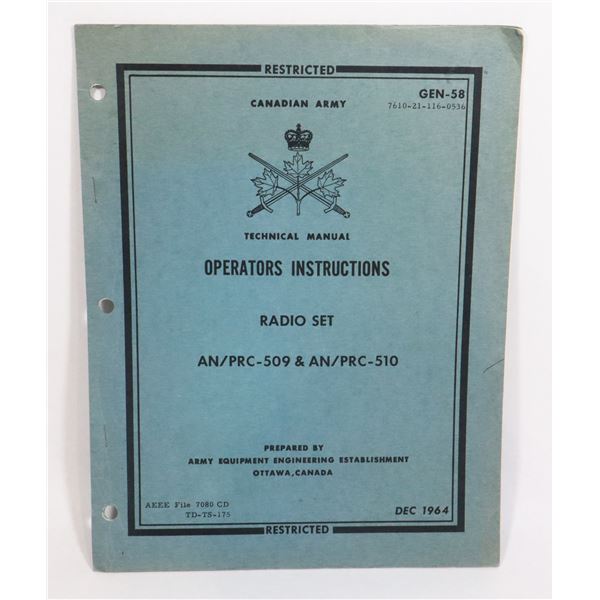 RESTRICTED
GEN-58
CANADIAN ARMY
7610-21-116-0536
TECHNICAL MANUAL
OPERATORS INSTRUCTIONS
RADIO SET
AN/PRC-509 & AN/PRC-510
PREPARED BY
ARMY EQUIPMENT ENGINEERING ESTABLISHMENT
OTTAWA, CANADA
AEEE File 7080 CD
TD-TS-175
DEC 1964
RESTRICTED